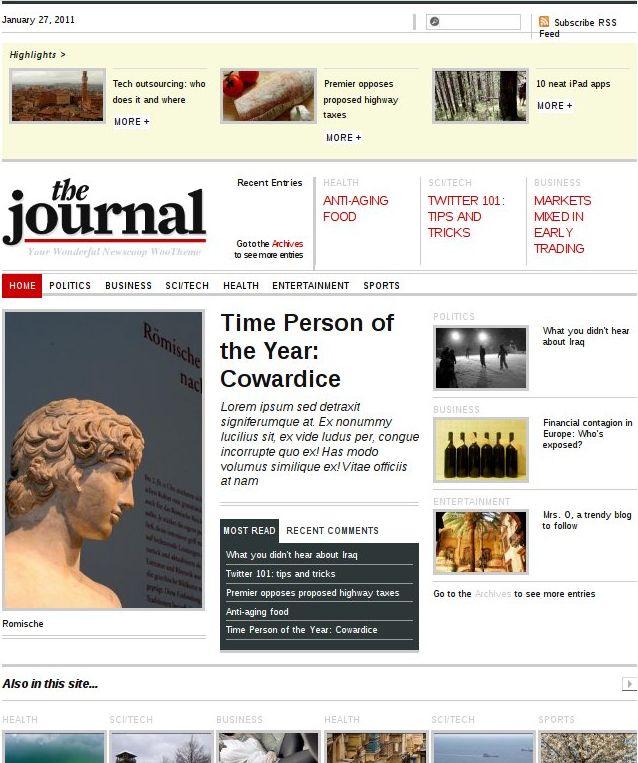 January 27, 2011
Subscribe RSS
Feed
Highlights >
Tech outsourcing: who
does it and where
MORE +
Premier opposes
proposed highway
taxes
MORE +
10 neat iPad apps
MORE +
the
journal
Your Wonderful Newscoop WooTheme
Recent Entries
Go to the Archives
to see more entries
HEALTH
ANTI-AGING
FOOD
SCI/TECH
TWITTER 101:
TIPS AND
TRICKS
BUSINESS
MARKETS
MIXED IN
EARLY
TRADING
HOME POLITICS BUSINESS SCI/TECH HEALTH ENTERTAINMENT SPORTS
Römische
nach
Romische
Time Person of
the Year:
Cowardice
Lorem ipsum sed detraxit
signiferumque at. Ex nonummy
lucilius sit, ex vide ludus per, congue
incorrupte quo ex! Has modo
volumus similique ex! Vitae officiis
at nam
MOST READ RECENT COMMENTS
What you didn't hear about Iraq
Twitter 101: tips and tricks
Premier opposes proposed highway taxes
Anti-aging food
Time Person of the Year: Cowardice
POLITICS
What you didn't hear
about Iraq
BUSINESS
Financial contagion in
Europe: Who's
exposed?
ENTERTAINMENT
Mrs. O, a trendy blog
to follow
Go to the Archives to see more entries
Also in this site...
HEALTH SCI/TECH BUSINESS HEALTH SCI/TECH SPORTS